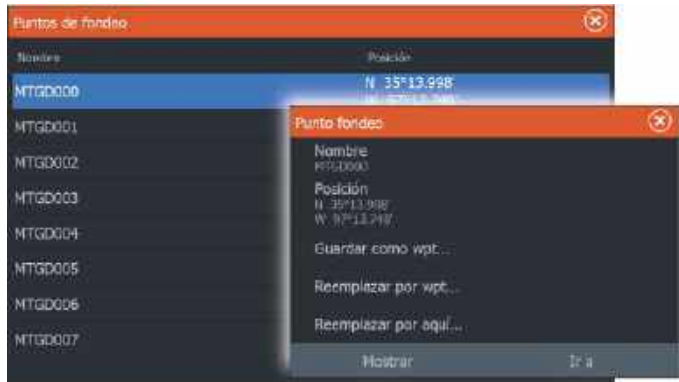 Puntos de fondeo
Nombre
Posición
MTGD000
N 35°13.998'
MTGD001
MTGD002
MTGD003
MTGD004
MTGD005
MTGD006
MTGD007
Punto fondeo
Nombre
MTGD000
Posición
N 35°13.998'
W 97°13.248'
Guardar como wpt...
Reemplazar por wpt...
Reemplazar por aquí...
Mostrar
Ir a